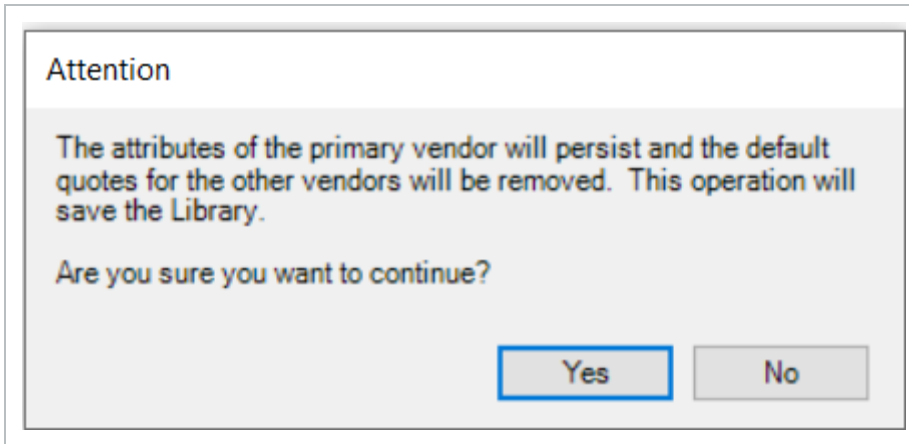 Attention
The attributes of the primary vendor will persist and the default
quotes for the other vendors will be removed.  This operation will
save the Library.
Are you sure you want to continue?
Yes
No